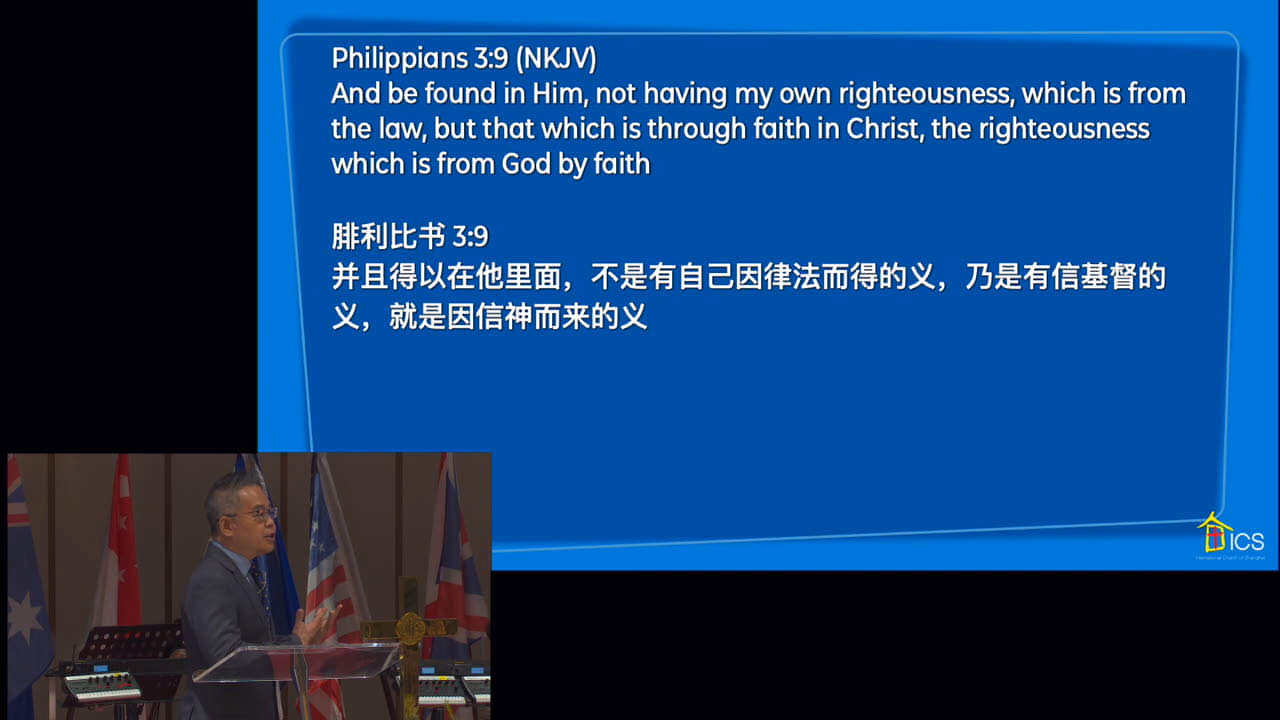 Philippians 3:9 (NKJV)
And be found in Him, not having my own righteousness, which is from
the law, but that which is through faith in Christ, the righteousness
which is from God by faith
腓利比书 3:9
并且得以在他里面，不是有自己因律法而得的义，乃是有信基督的
义，就是因信神而来的义
ICS
International Church of Shanghai